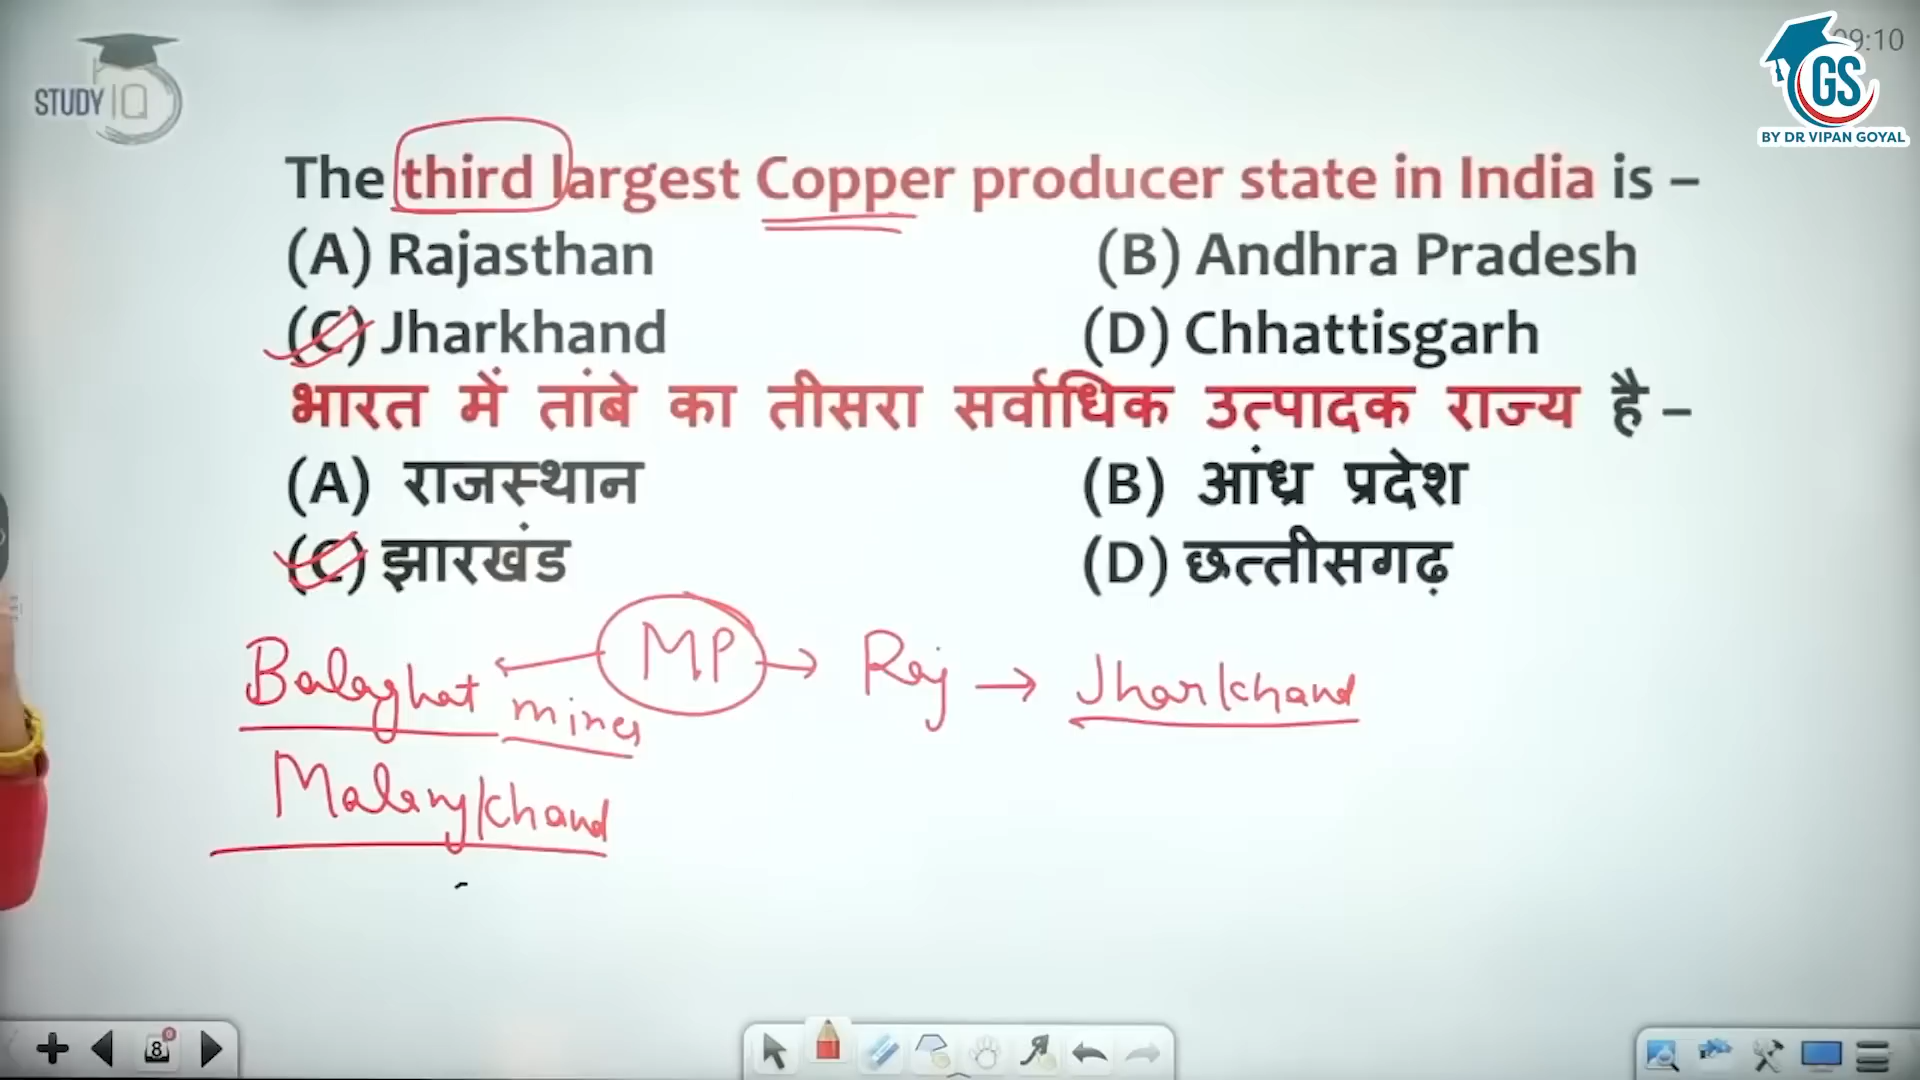 STUDY IQ
09:10
GS
BY DR VIPAN GOYAL
The third largest Copper producer state in India is –
(A) Rajasthan (B) Andhra Pradesh
(C) Jharkhand (D) Chhattisgarh
भारत में तांबे का तीसरा सर्वाधिक उत्पादक राज्य है –
(A) राजस्थान (B) आंध्र प्रदेश
(C) झारखंड (D) छत्तीसगढ़
Balaghat mines MP Raj Jharkhand
Malanjkhand
8
0